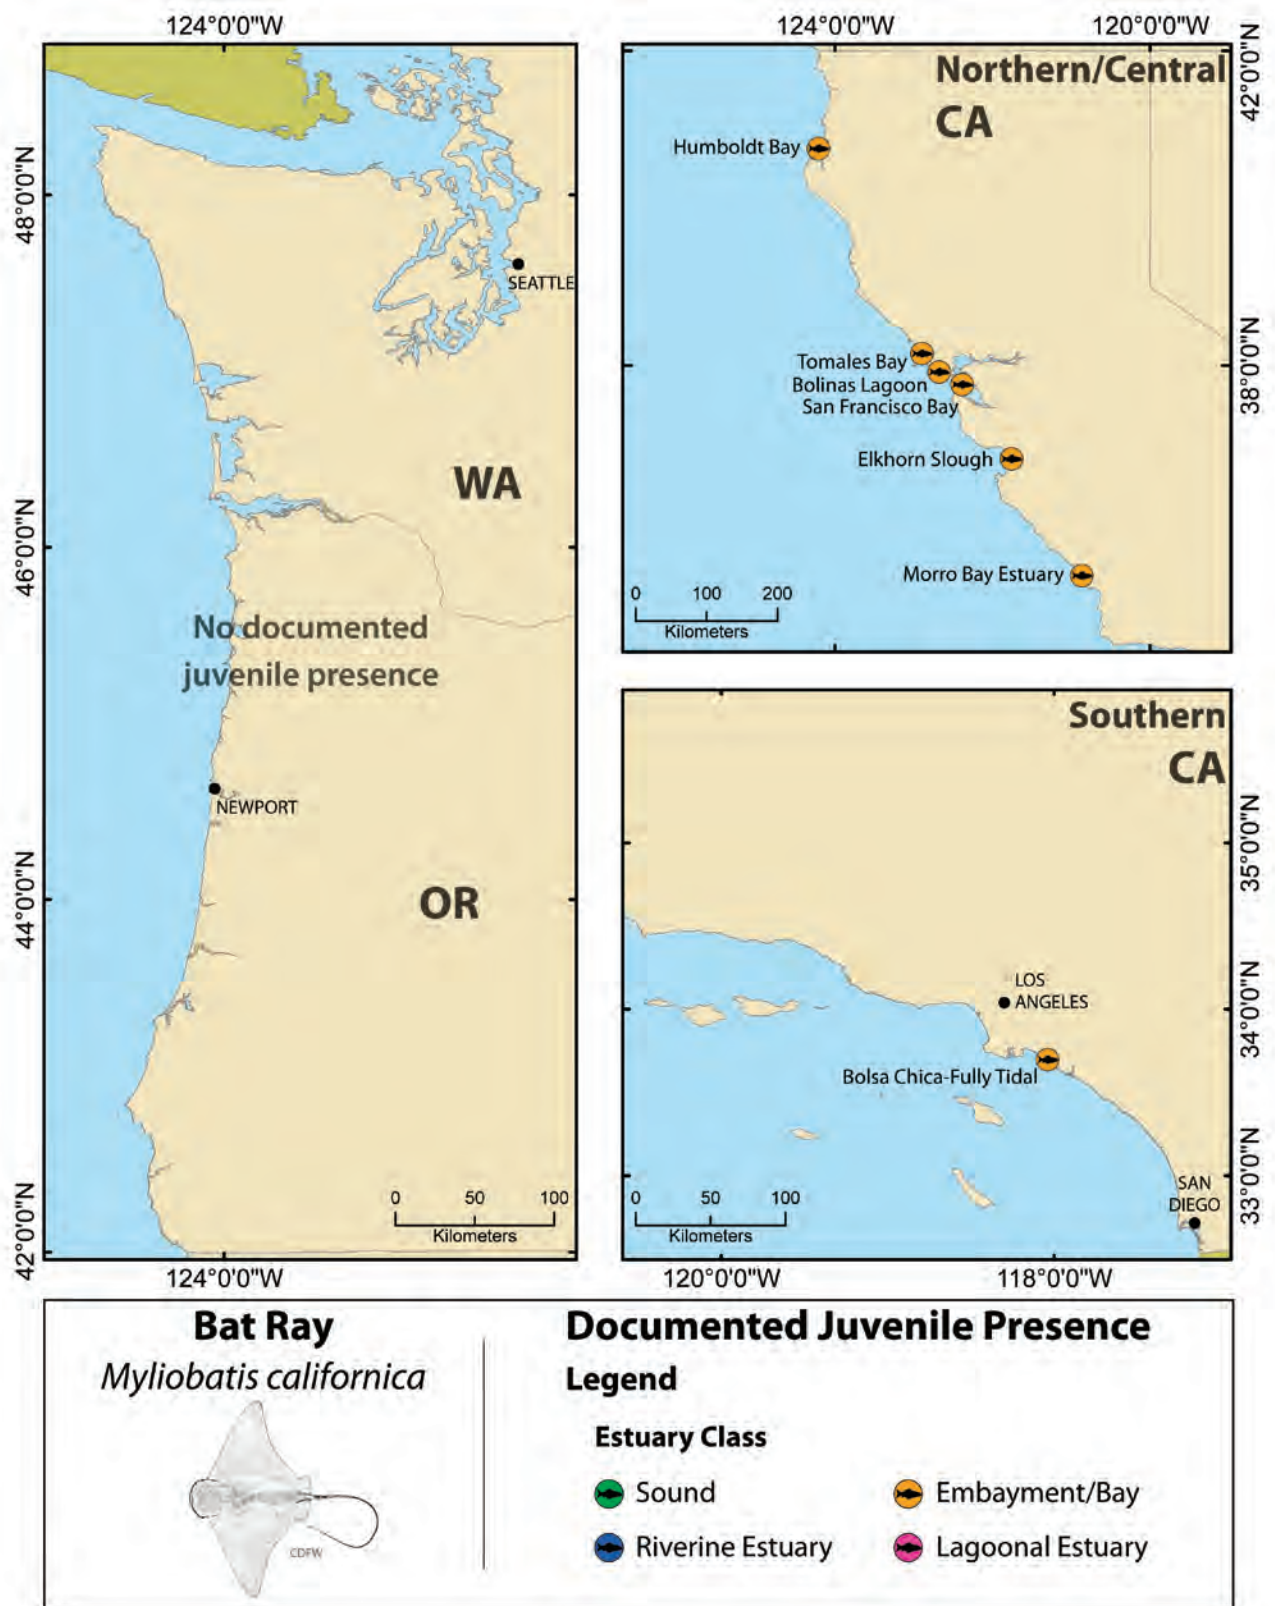 124°0'0"W
48°0'0"N
46°0'0"N
44°0'0"N
42°0'0"N
SEATTLE
WA
No documented
juvenile presence
NEWPORT
OR
0 50 100
Kilometers
124°0'0"W
124°0'0"W 120°0'0"W
Northern/Central
CA
42°0'0"N
38°0'0"N
Humboldt Bay
Tomales Bay
Bolinas Lagoon
San Francisco Bay
Elkhorn Slough
Morro Bay Estuary
0 100 200
Kilometers
Southern
CA
35°0'0"N
34°0'0"N
33°0'0"N
LOS
ANGELES
Bolsa Chica-Fully Tidal
SAN
DIEGO
0 50 100
Kilometers
120°0'0"W 118°0'0"W
Bat Ray
Myliobatis californica
CDFW
Documented Juvenile Presence
Legend
Estuary Class
Sound
Embayment/Bay
Riverine Estuary
Lagoonal Estuary